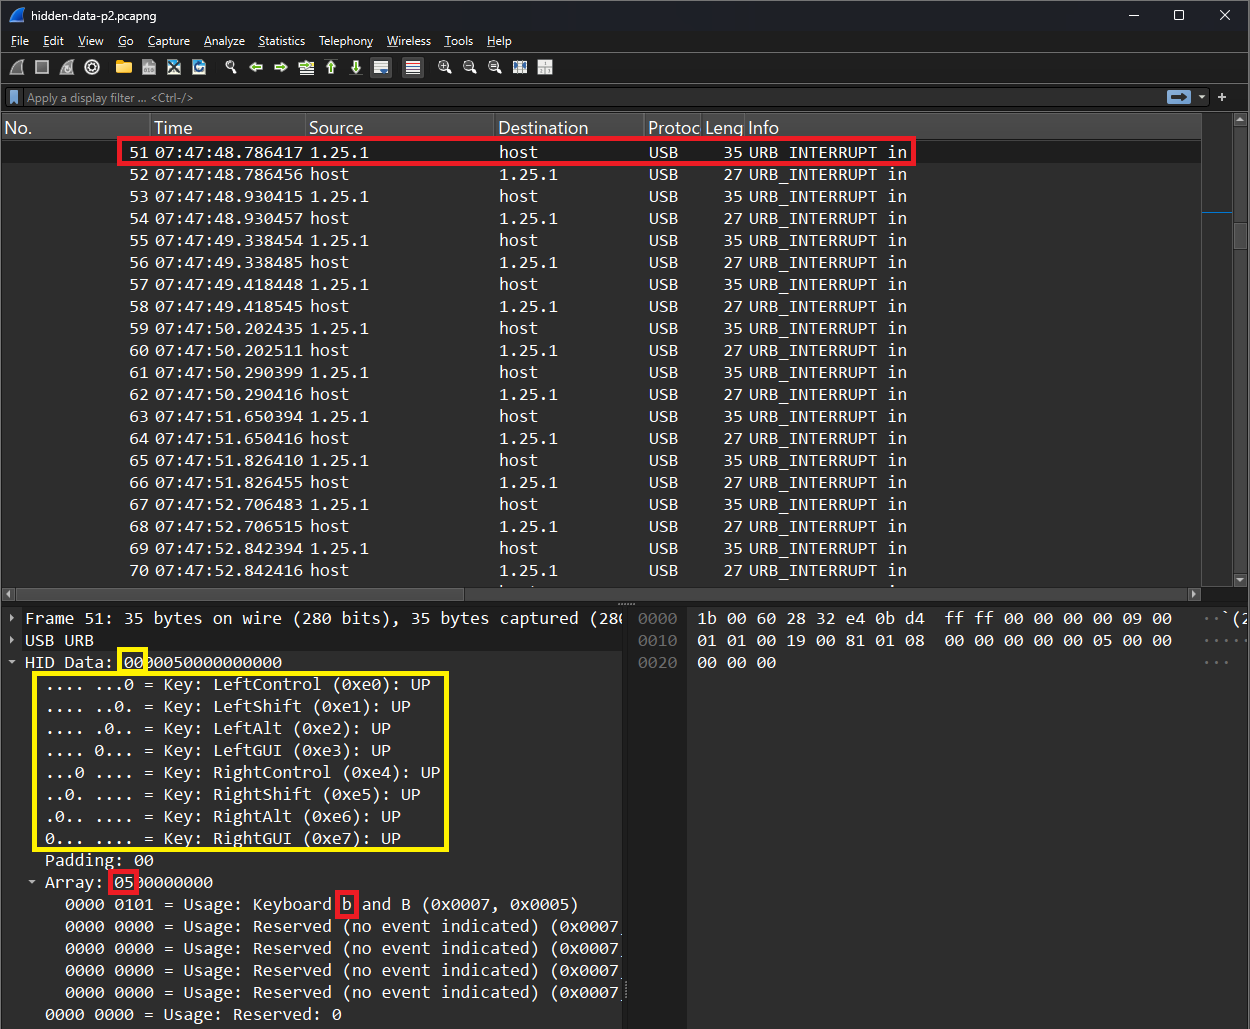 hidden-data-p2.pcapng
File Edit View Go Capture Analyze Statistics Telephony Wireless Tools Help
Apply a display filter ... <Ctrl-/>
No. Time Source Destination Protoc Leng Info
51 07:47:48.786417 1.25.1 host USB 35 URB_INTERRUPT in
52 07:47:48.786456 host 1.25.1 USB 27 URB_INTERRUPT in
53 07:47:48.930415 1.25.1 host USB 35 URB_INTERRUPT in
54 07:47:48.930457 host 1.25.1 USB 27 URB_INTERRUPT in
55 07:47:49.338454 1.25.1 host USB 35 URB_INTERRUPT in
56 07:47:49.338485 host 1.25.1 USB 27 URB_INTERRUPT in
57 07:47:49.418448 1.25.1 host USB 35 URB_INTERRUPT in
58 07:47:49.418545 host 1.25.1 USB 27 URB_INTERRUPT in
59 07:47:50.202435 1.25.1 host USB 35 URB_INTERRUPT in
60 07:47:50.202511 host 1.25.1 USB 27 URB_INTERRUPT in
61 07:47:50.290399 1.25.1 host USB 35 URB_INTERRUPT in
62 07:47:50.290416 host 1.25.1 USB 27 URB_INTERRUPT in
63 07:47:51.650394 1.25.1 host USB 35 URB_INTERRUPT in
64 07:47:51.650416 host 1.25.1 USB 27 URB_INTERRUPT in
65 07:47:51.826410 1.25.1 host USB 35 URB_INTERRUPT in
66 07:47:51.826455 host 1.25.1 USB 27 URB_INTERRUPT in
67 07:47:52.706483 1.25.1 host USB 35 URB_INTERRUPT in
68 07:47:52.706515 host 1.25.1 USB 27 URB_INTERRUPT in
69 07:47:52.842394 1.25.1 host USB 35 URB_INTERRUPT in
70 07:47:52.842416 host 1.25.1 USB 27 URB_INTERRUPT in
Frame 51: 35 bytes on wire (280 bits), 35 bytes captured (280
USB URB
HID Data: 0000050000000000
.... ...0 = Key: LeftControl (0xe0): UP
.... ..0. = Key: LeftShift (0xe1): UP
.... .0.. = Key: LeftAlt (0xe2): UP
.... 0... = Key: LeftGUI (0xe3): UP
...0 .... = Key: RightControl (0xe4): UP
..0. .... = Key: RightShift (0xe5): UP
.0.. .... = Key: RightAlt (0xe6): UP
0... .... = Key: RightGUI (0xe7): UP
Padding: 00
Array: 0500000000
0000 0101 = Usage: Keyboard b and B (0x0007, 0x0005)
0000 0000 = Usage: Reserved (no event indicated) (0x0007,
0000 0000 = Usage: Reserved (no event indicated) (0x0007,
0000 0000 = Usage: Reserved (no event indicated) (0x0007,
0000 0000 = Usage: Reserved (no event indicated) (0x0007,
0000 0000 = Usage: Reserved: 0
0000 1b 00 60 28 32 e4 0b d4 ff ff 00 00 00 00 09 00 ..`(2
0010 01 01 00 19 00 81 01 08 00 00 00 00 00 05 00 00 .....
0020 00 00 00 ...